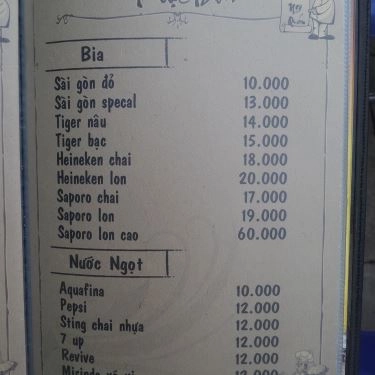 Bia
Sài gòn đỏ 10.000
Sài gòn specal 13.000
Tiger nâu 14.000
Tiger bạc 15.000
Heineken chai 18.000
Heineken lon 20.000
Saporo chai 17.000
Saporo lon 19.000
Saporo lon cao 60.000
Nước Ngọt
Aquafina 10.000
Pepsi 12.000
Sting chai nhựa 12.000
7 up 12.000
Revive 12.000
Mirinda 12.000